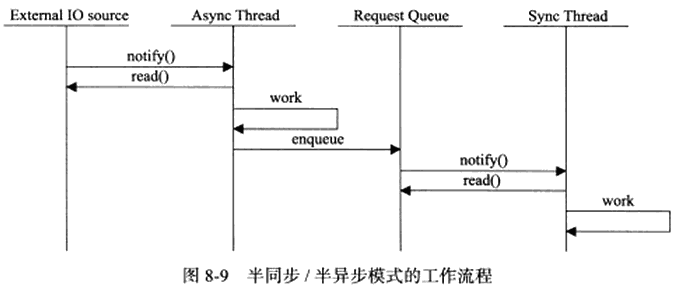 External IO source Async Thread Request Queue Sync Thread
notify()
read()
work
enqueue
notify()
read()
work
图 8-9 半同步/半异步模式的工作流程